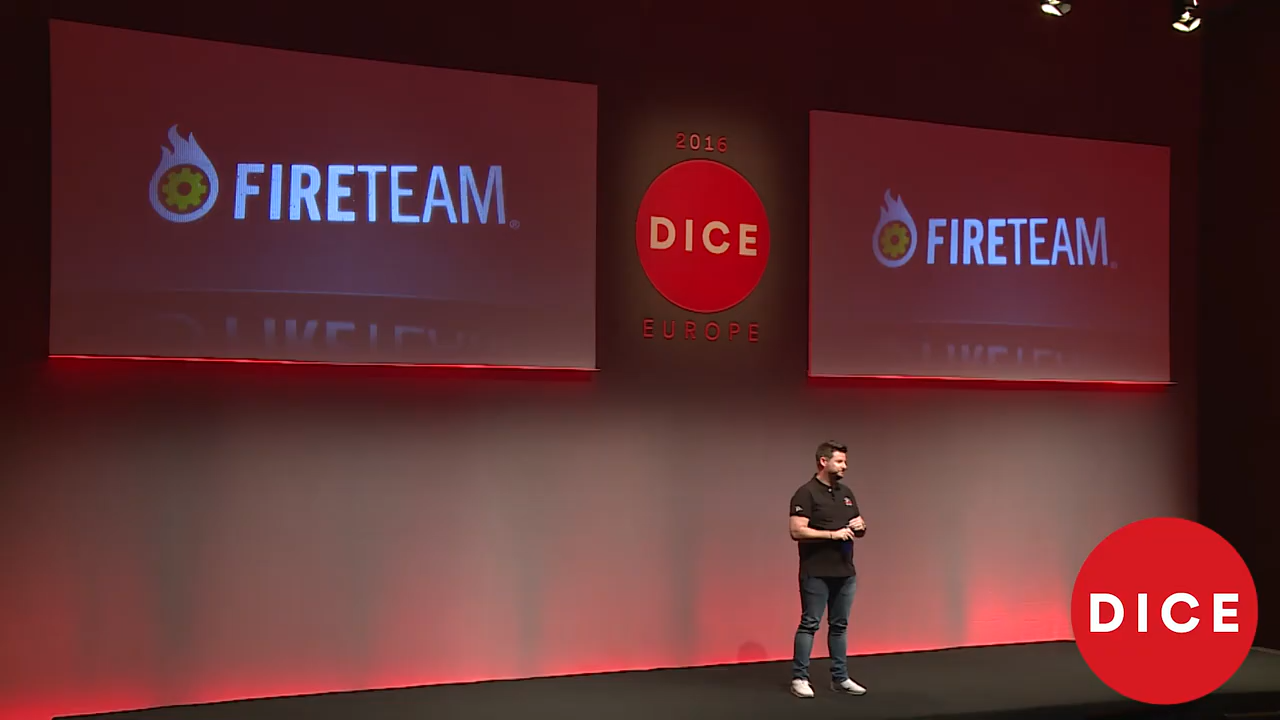 FIRETEAM®
2016
DICE
EUROPE
FIRETEAM
DICE